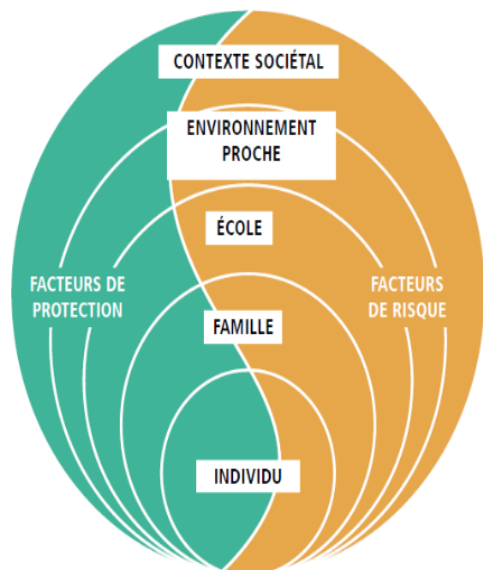 CONTEXTE SOCIÉTAL
ENVIRONNEMENT
PROCHE
ÉCOLE
FACTEURS DE
PROTECTION
FACTEURS
DE RISQUE
FAMILLE
INDIVIDU